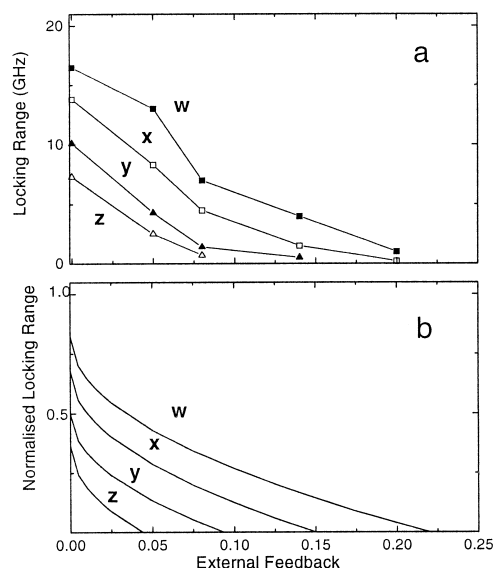 20
a
w
Locking Range (GHz)
x
10
y
z
0
1.0
b
Normalised Locking Range
w
0.5
x
y
z
0.00 0.05 0.10 0.15 0.20 0.25
External Feedback